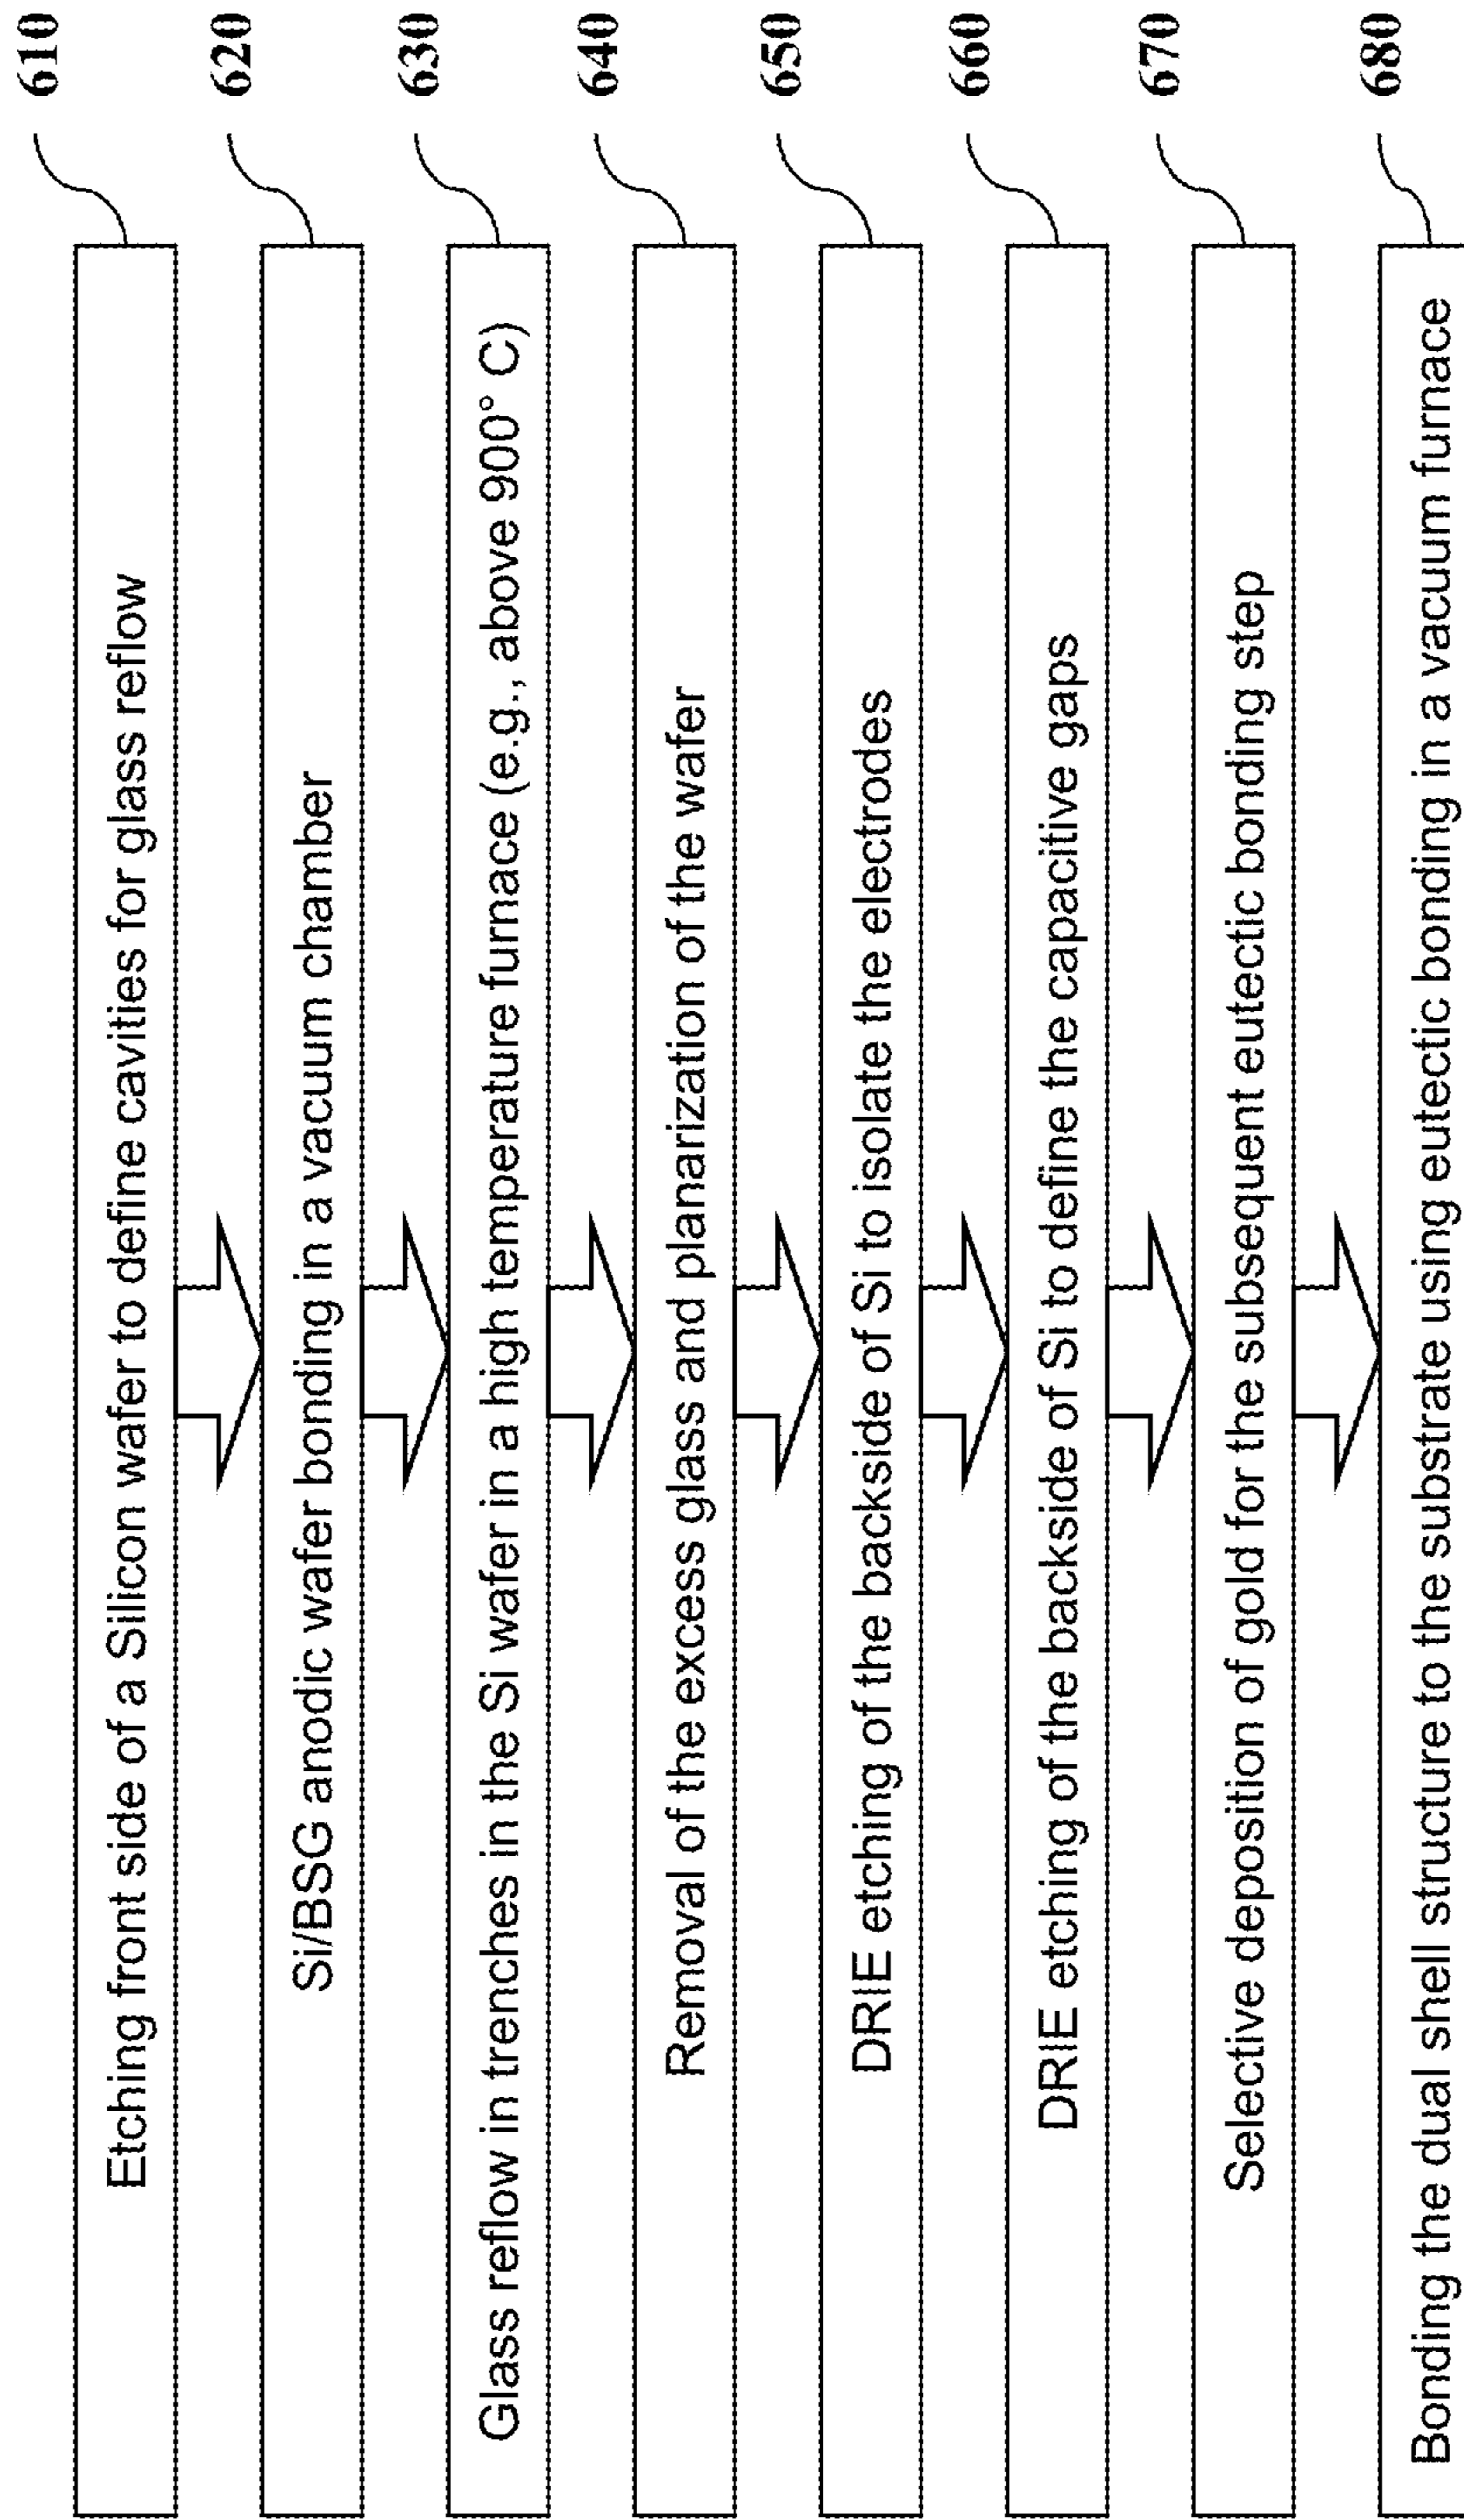 Etching front side of a Silicon wafer to define cavities for glass reflow
610
Si/BSG anodic wafer bonding in a vacuum chamber
620
Glass reflow in trenches in the Si wafer in a high temperature furnace (e.g., above 900° C)
630
Removal of the excess glass and planarization of the wafer
640
DRIE etching of the backside of Si to isolate the electrodes
650
DRIE etching of the backside of Si to define the capacitive gaps
660
Selective deposition of gold for the subsequent eutectic bonding step
670
Bonding the dual shell structure to the substrate using eutectic bonding in a vacuum furnace
680